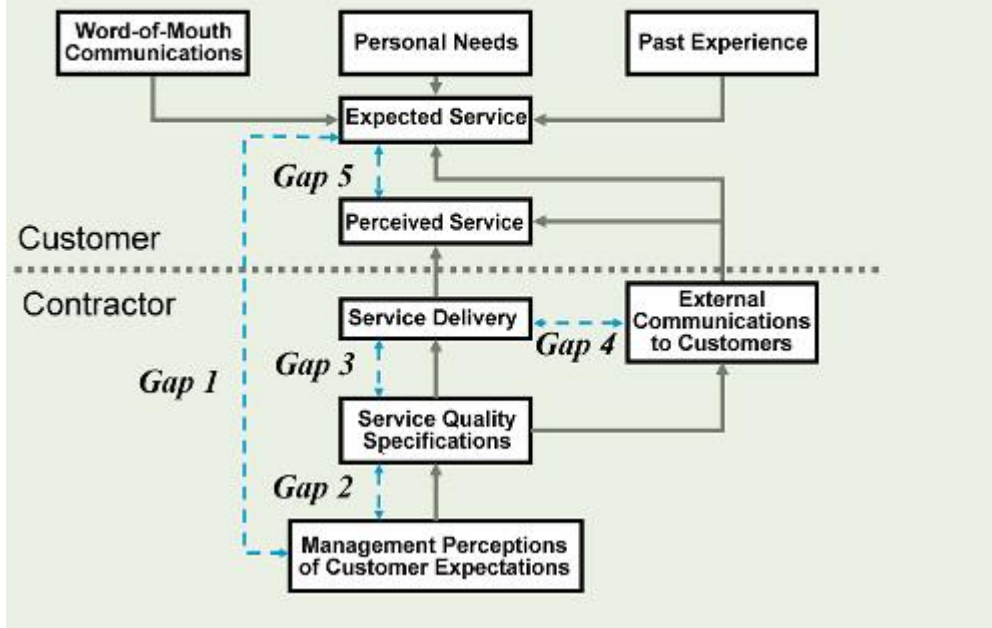 Word-of-Mouth
Communications
Personal Needs
Past Experience
Expected Service
Gap 5
Perceived Service
Customer
Contractor
Service Delivery
External
Communications
to Customers
Gap 4
Gap 3
Gap 1
Service Quality
Specifications
Gap 2
Management Perceptions
of Customer Expectations